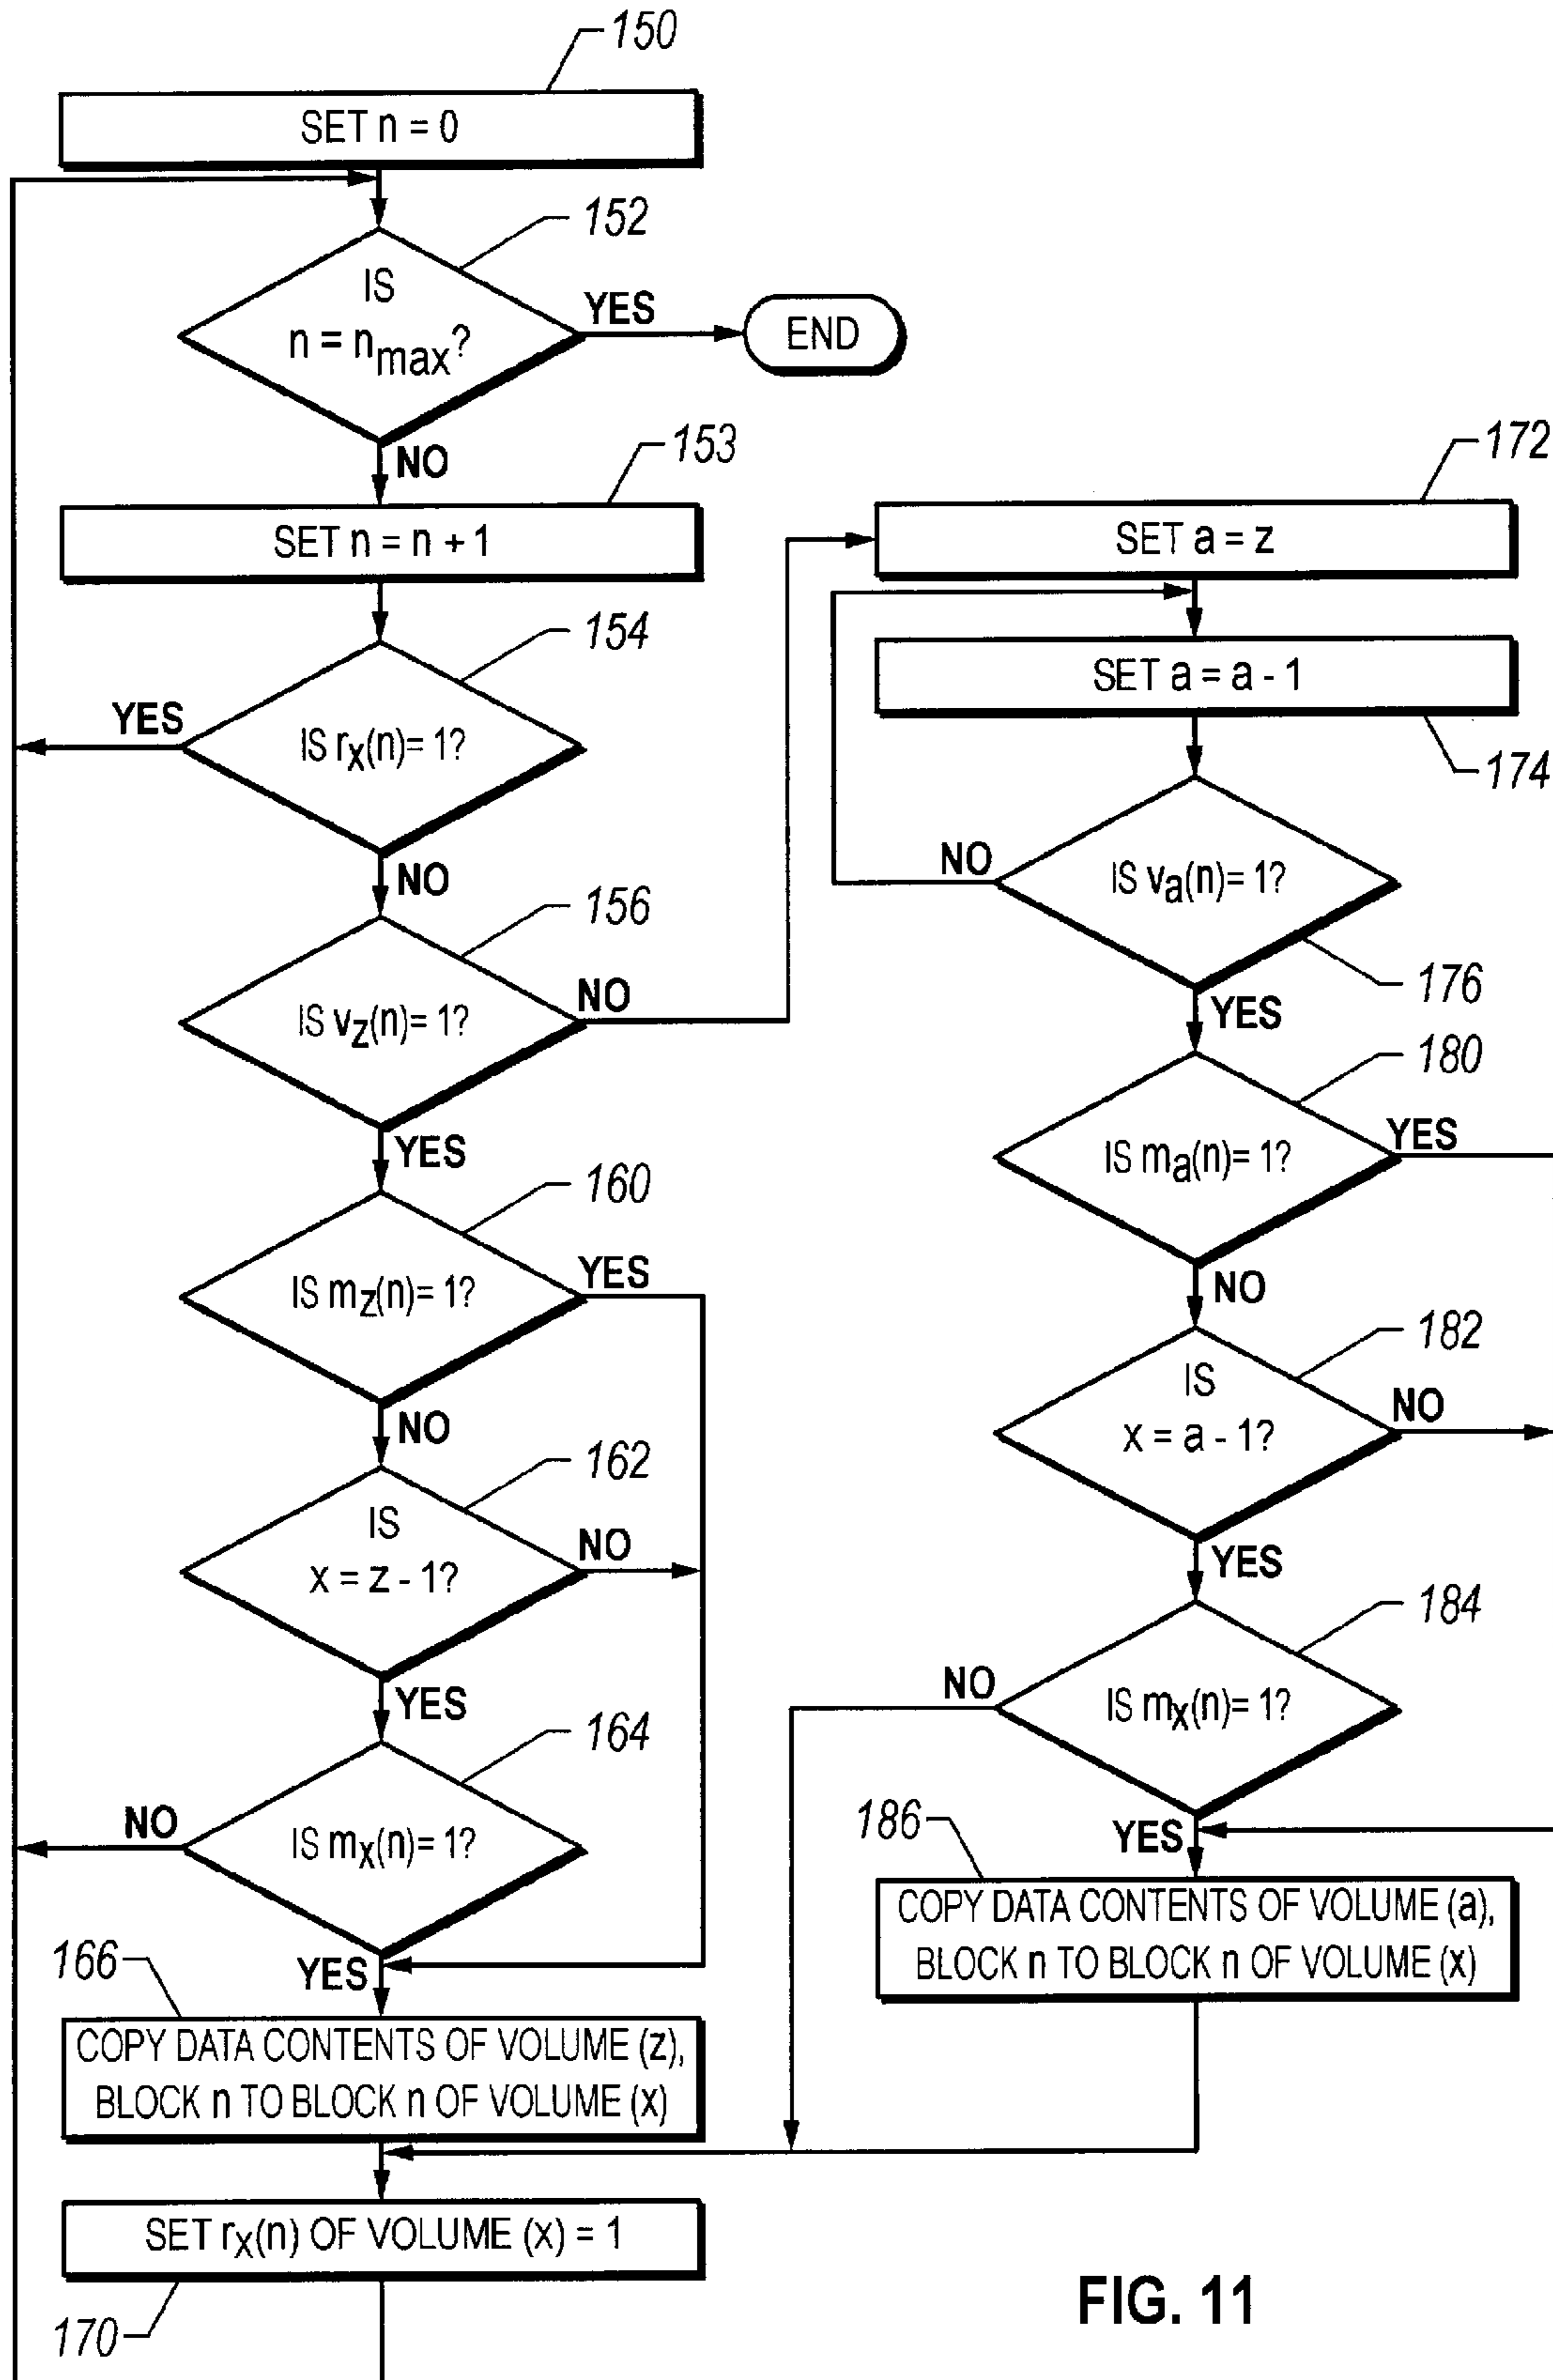 150
SET n = 0
152
IS
n = nmax?
YES
END
NO
153
SET n = n + 1
154
YES
IS rx(n)= 1?
NO
156
IS vz(n)= 1?
NO
YES
160
IS mz(n)= 1?
YES
NO
162
IS
x = z - 1?
NO
YES
164
NO
IS mx(n)= 1?
YES
166
COPY DATA CONTENTS OF VOLUME (z),
BLOCK n TO BLOCK n OF VOLUME (x)
SET rx(n) OF VOLUME (x) = 1
170
172
SET a = z
SET a = a - 1
174
NO
IS va(n)= 1?
176
YES
180
IS ma(n)= 1?
YES
NO
182
IS
x = a - 1?
NO
YES
184
NO
IS mx(n)= 1?
186
YES
COPY DATA CONTENTS OF VOLUME (a),
BLOCK n TO BLOCK n OF VOLUME (x)
FIG. 11